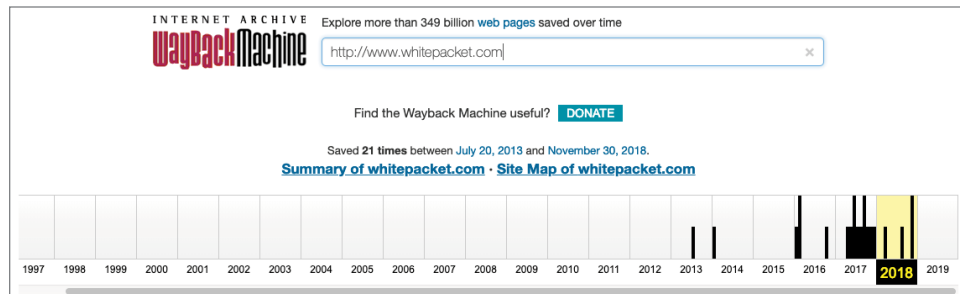 INTERNET ARCHIVE
WayBackMachine
Explore more than 349 billion web pages saved over time
http://www.whitepacket.com
×
Find the Wayback Machine useful? DONATE
Saved 21 times between July 20, 2013 and November 30, 2018.
Summary of whitepacket.com · Site Map of whitepacket.com
1997 1998 1999 2000 2001 2002 2003 2004 2005 2006 2007 2008 2009 2010 2011 2012 2013 2014 2015 2016 2017 2018 2019